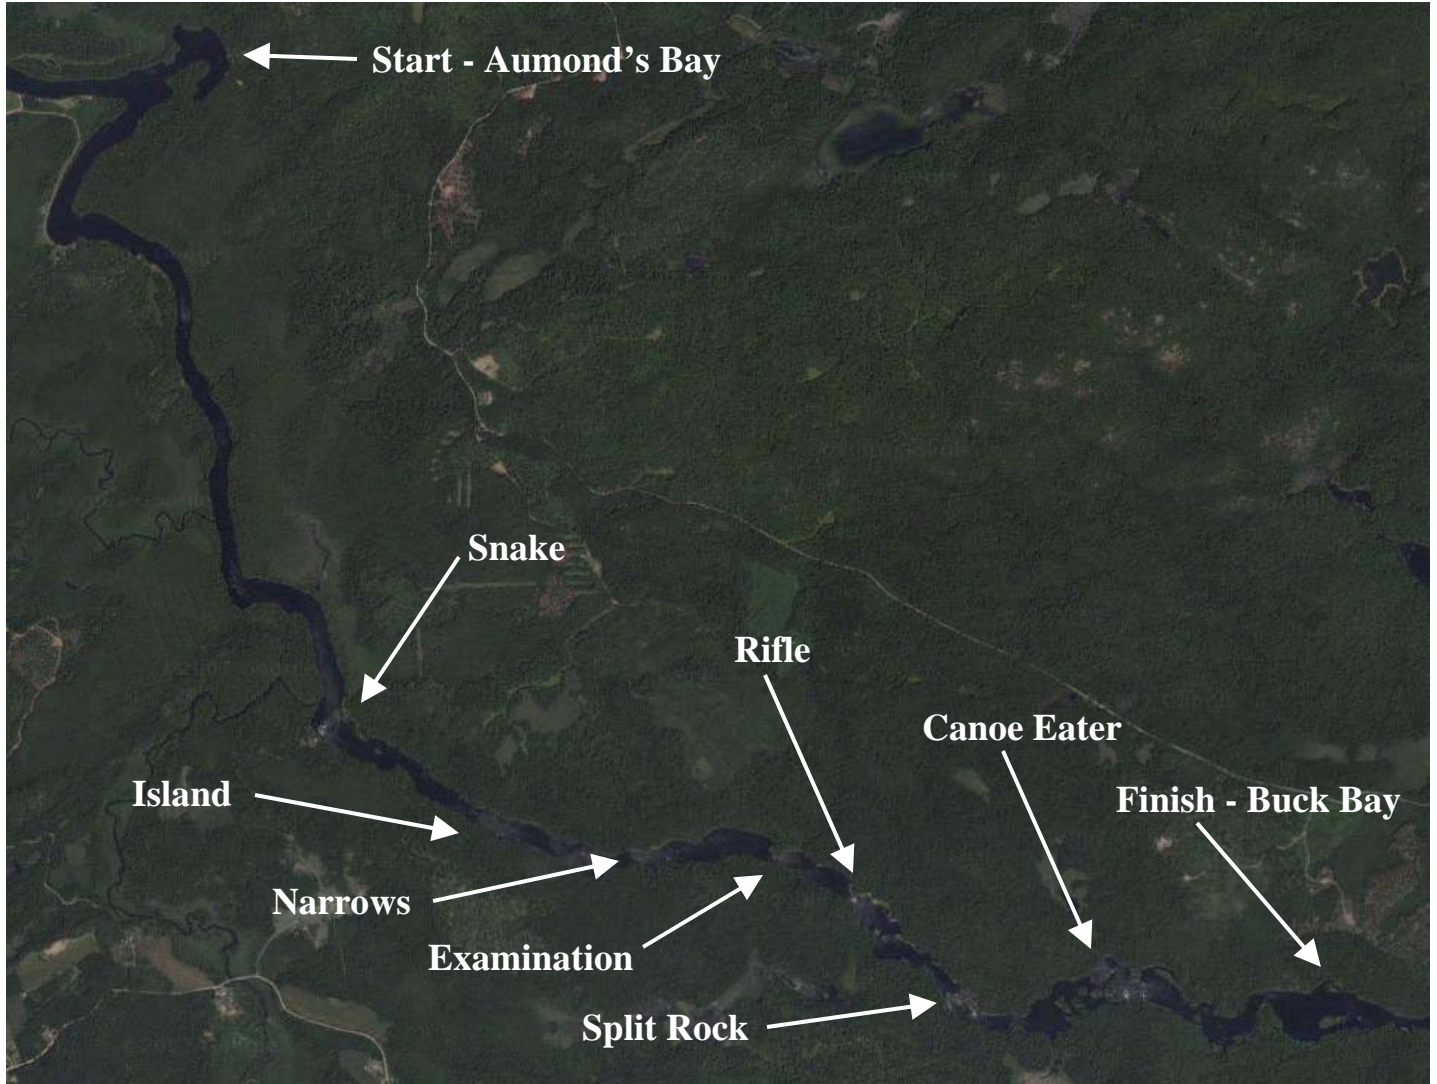 Start - Aumond's Bay
Snake
Rifle
Canoe Eater
Island
Finish - Buck Bay
Narrows
Examination
Split Rock